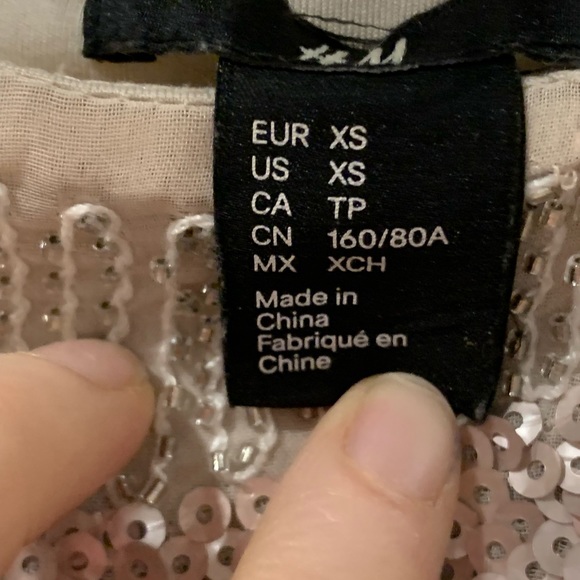 EUR XS
US XS
CA TP
CN 160/80A
MX XCH
Made in
China
Fabriqué en
Chine